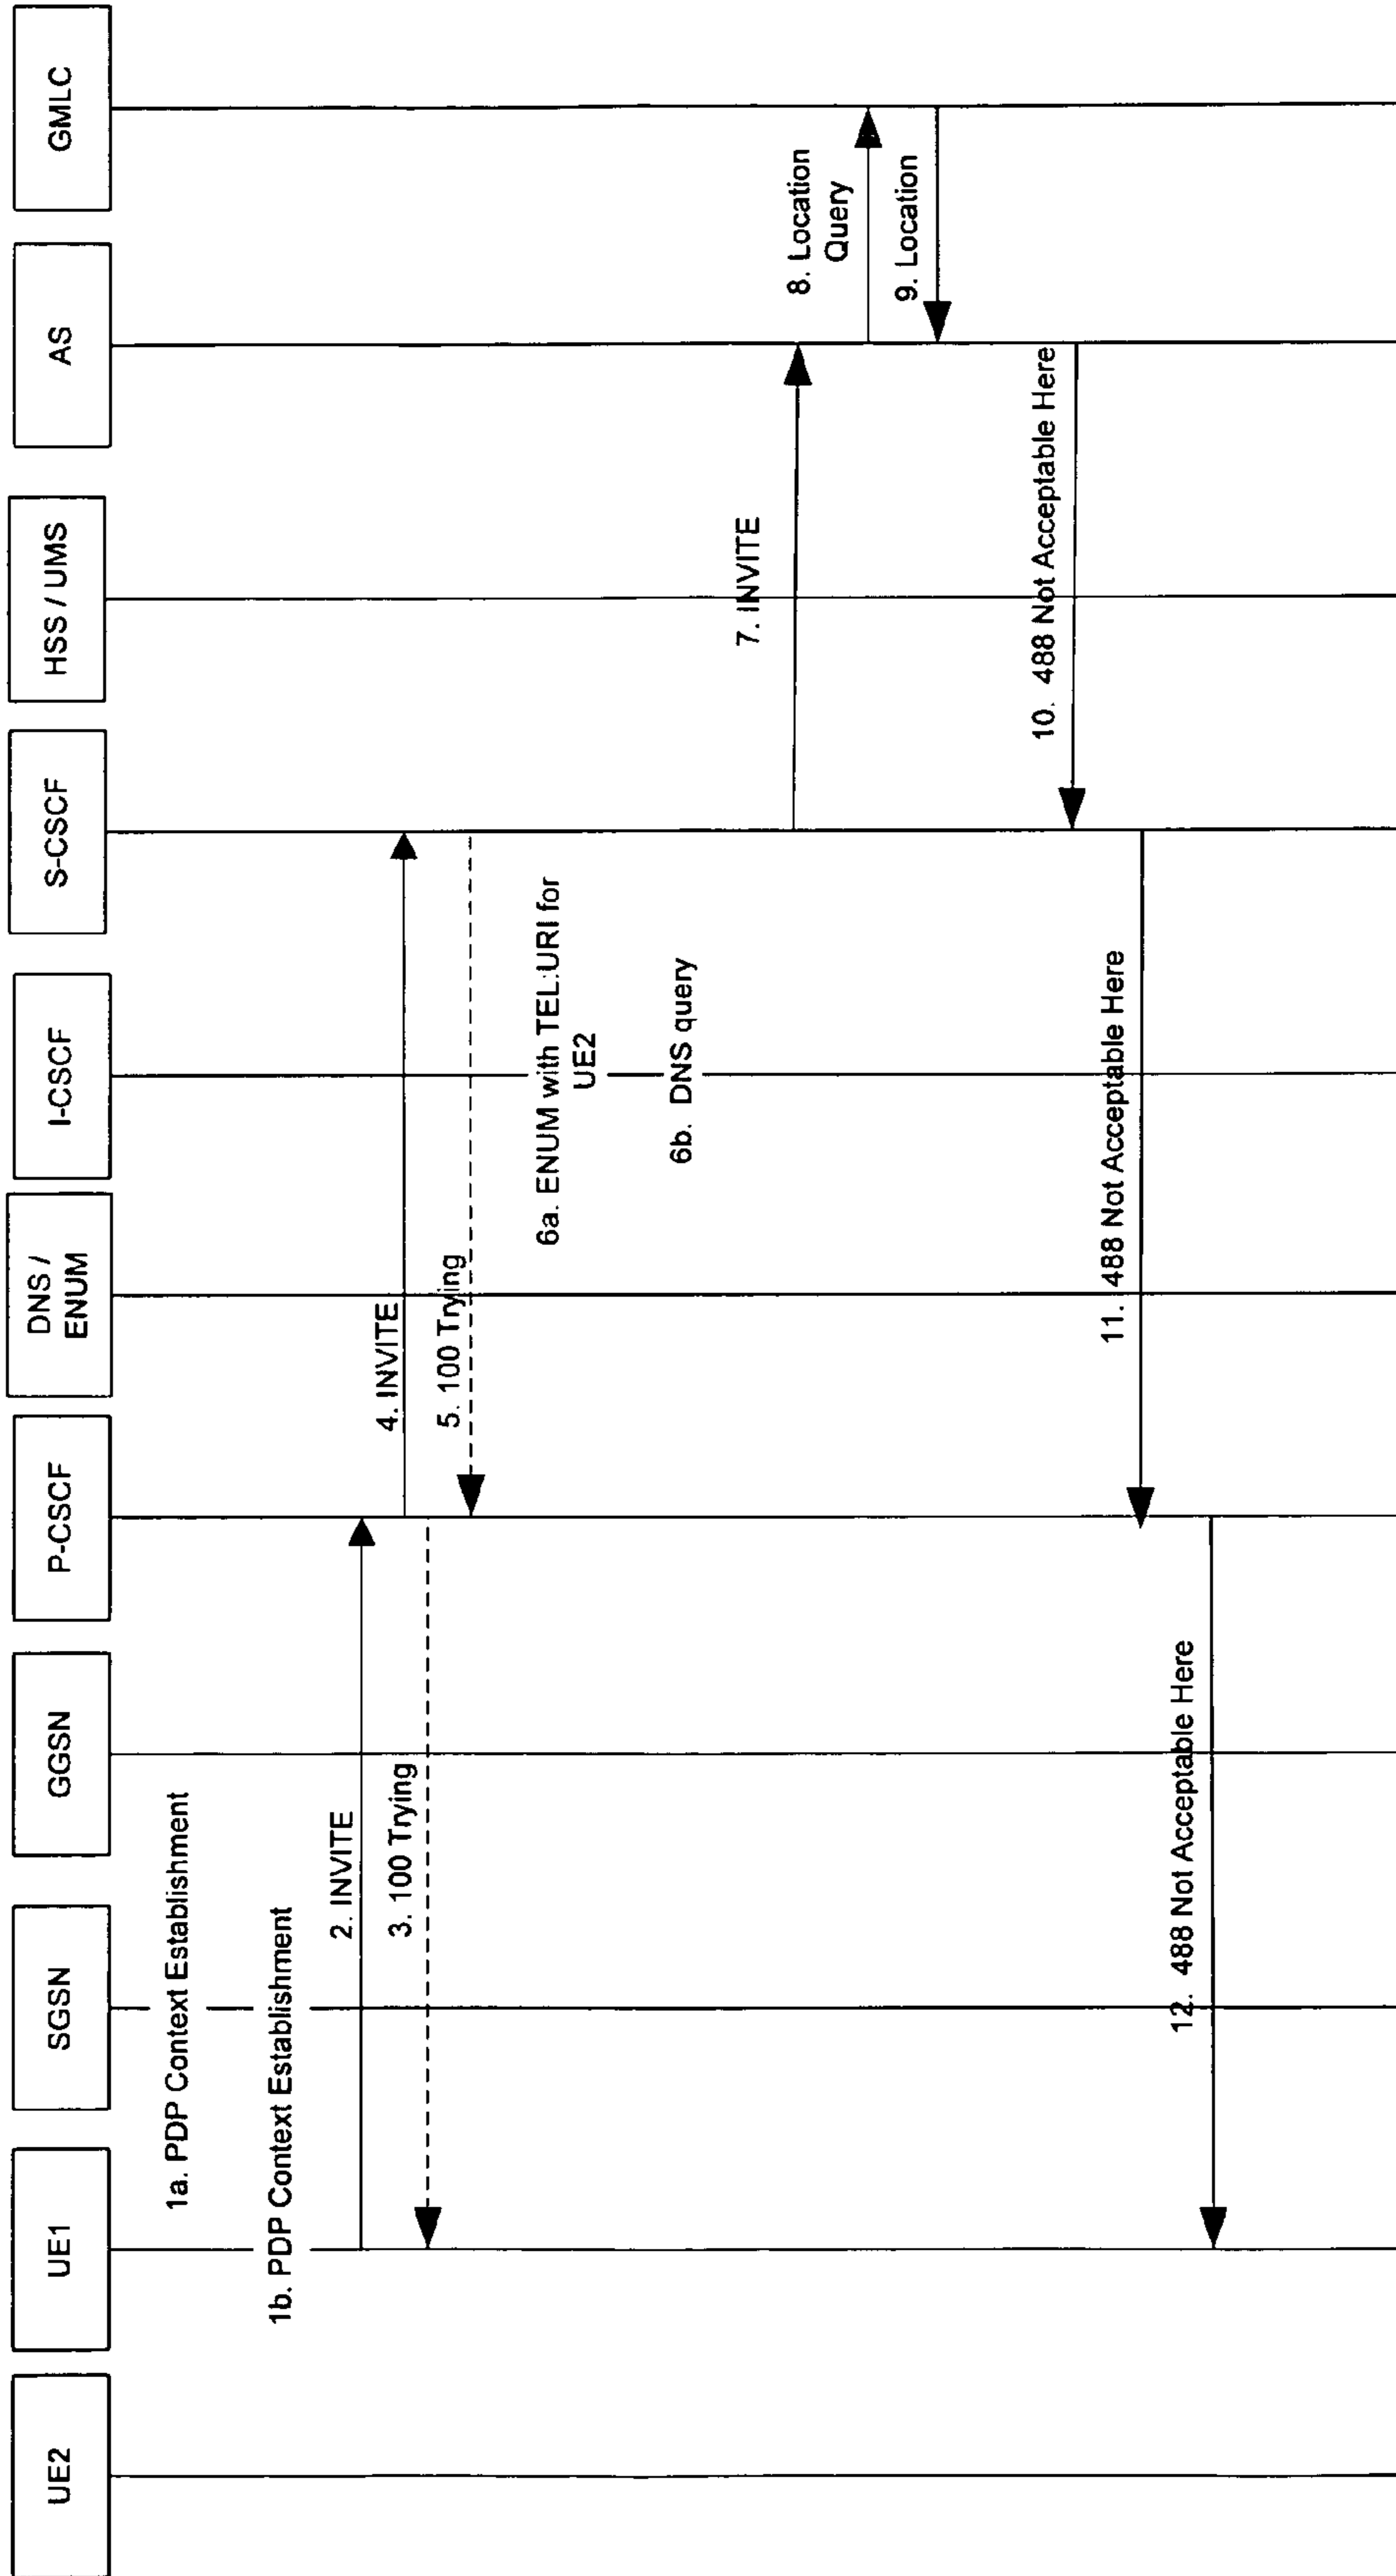 UE2
UE1
SGSN
GGSN
P-CSCF
DNS /
ENUM
I-CSCF
S-CSCF
HSS / UMS
AS
GMLC
1a. PDP Context Establishment
1b. PDP Context Establishment
2. INVITE
3. 100 Trying
4. INVITE
5. 100 Trying
6a. ENUM with TEL:URI for
UE2
6b. DNS query
7. INVITE
8. Location
Query
9. Location
10. 488 Not Acceptable Here
11. 488 Not Acceptable Here
12. 488 Not Acceptable Here